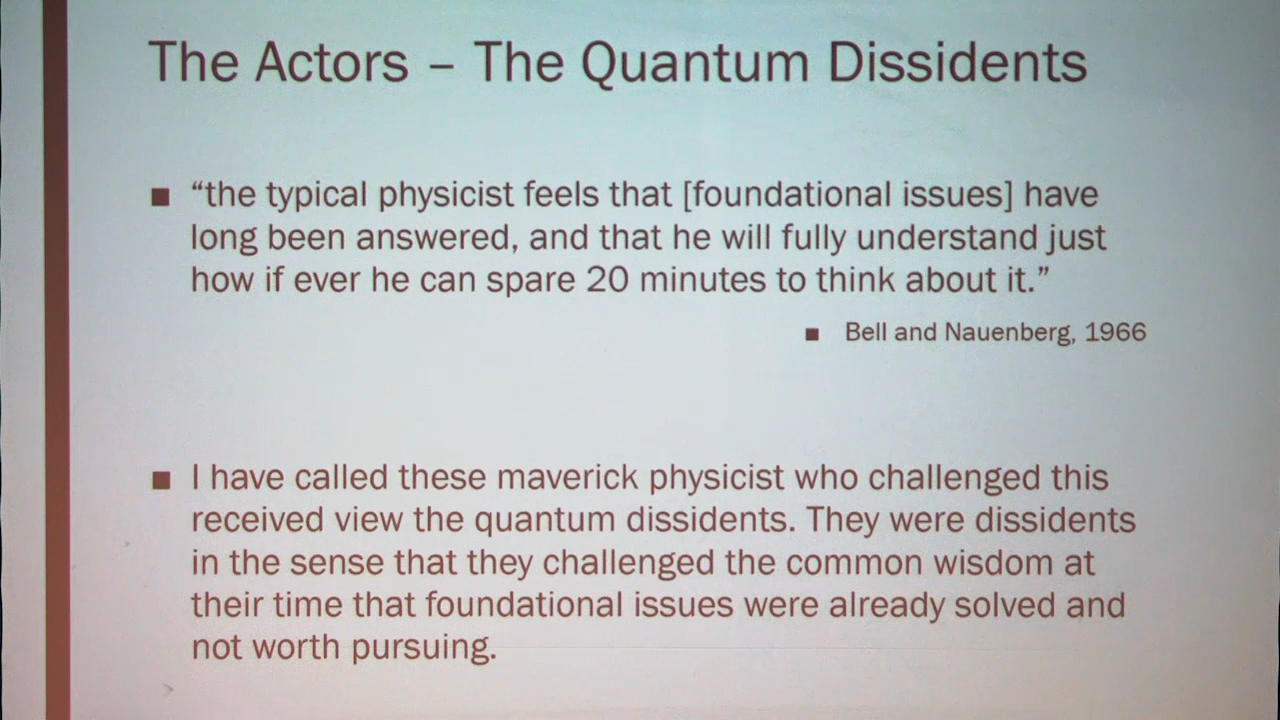 The Actors – The Quantum Dissidents
■ “the typical physicist feels that [foundational issues] have
long been answered, and that he will fully understand just
how if ever he can spare 20 minutes to think about it.”
■ Bell and Nauenberg, 1966
■ I have called these maverick physicist who challenged this
received view the quantum dissidents. They were dissidents
in the sense that they challenged the common wisdom at
their time that foundational issues were already solved and
not worth pursuing.